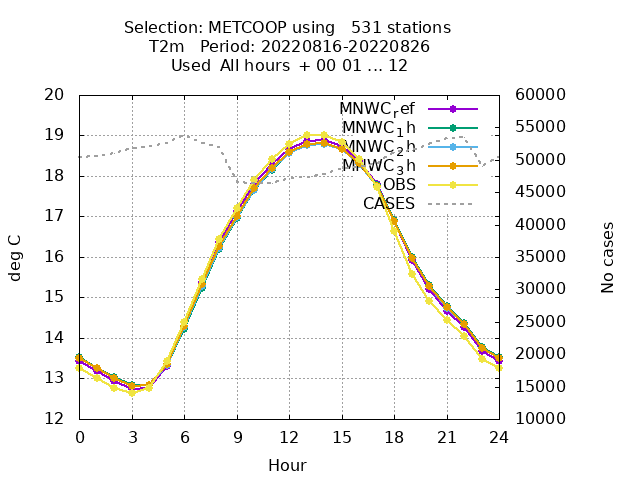 Selection: METCOOP using 531 stations
T2m Period: 20220816-20220826
Used All hours + 00 01 ... 12
20 60000
MNWC_ref
MNWC_1h
MNWC_2h
MNWC_3h
OBS
CASES
19 55000
18 50000
17 45000
16 40000
15 35000
14 30000
13 25000
12 20000
15000
10000
deg C
No cases
0 3 6 9 12 15 18 21 24
Hour